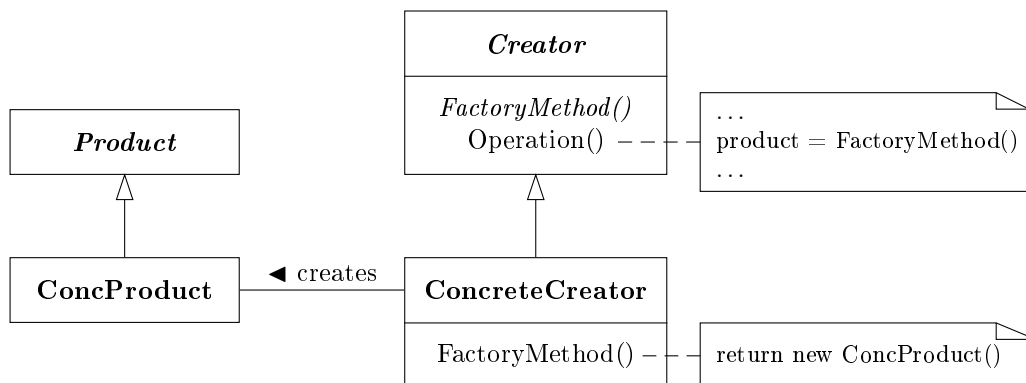 Creator
FactoryMethod()
Operation()
. . .
product = FactoryMethod()
. . .
Product
ConcProduct
◄ creates
ConcreteCreator
FactoryMethod()
return new ConcProduct()